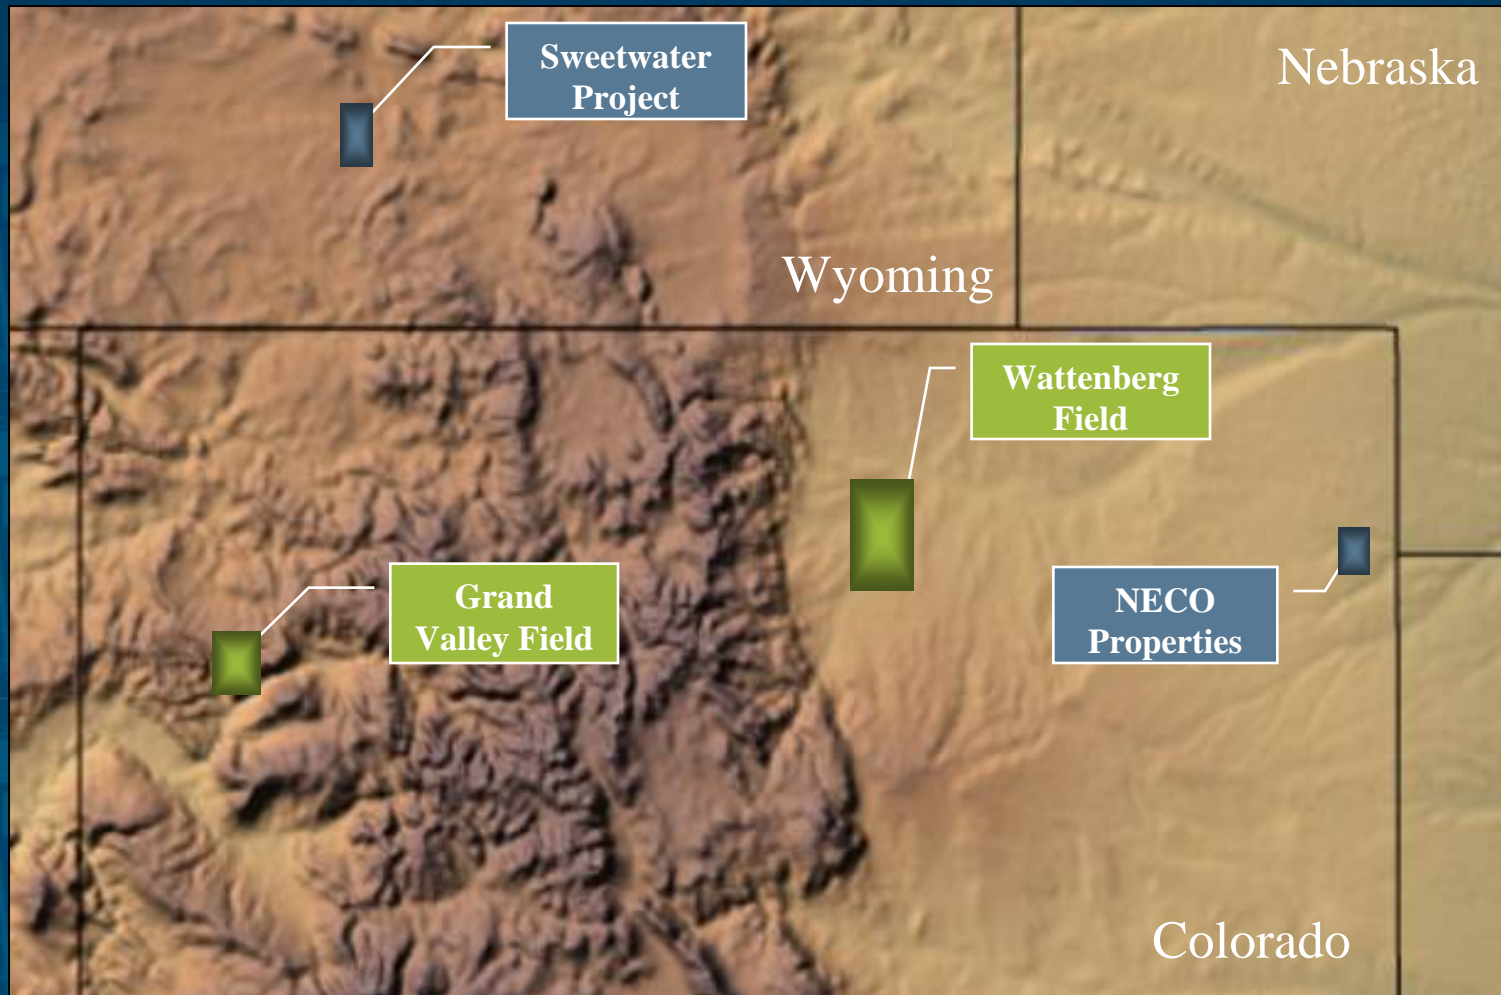 Sweetwater
Project
Nebraska
Wyoming
Wattenberg
Field
Grand
Valley Field
NECO
Properties
Colorado